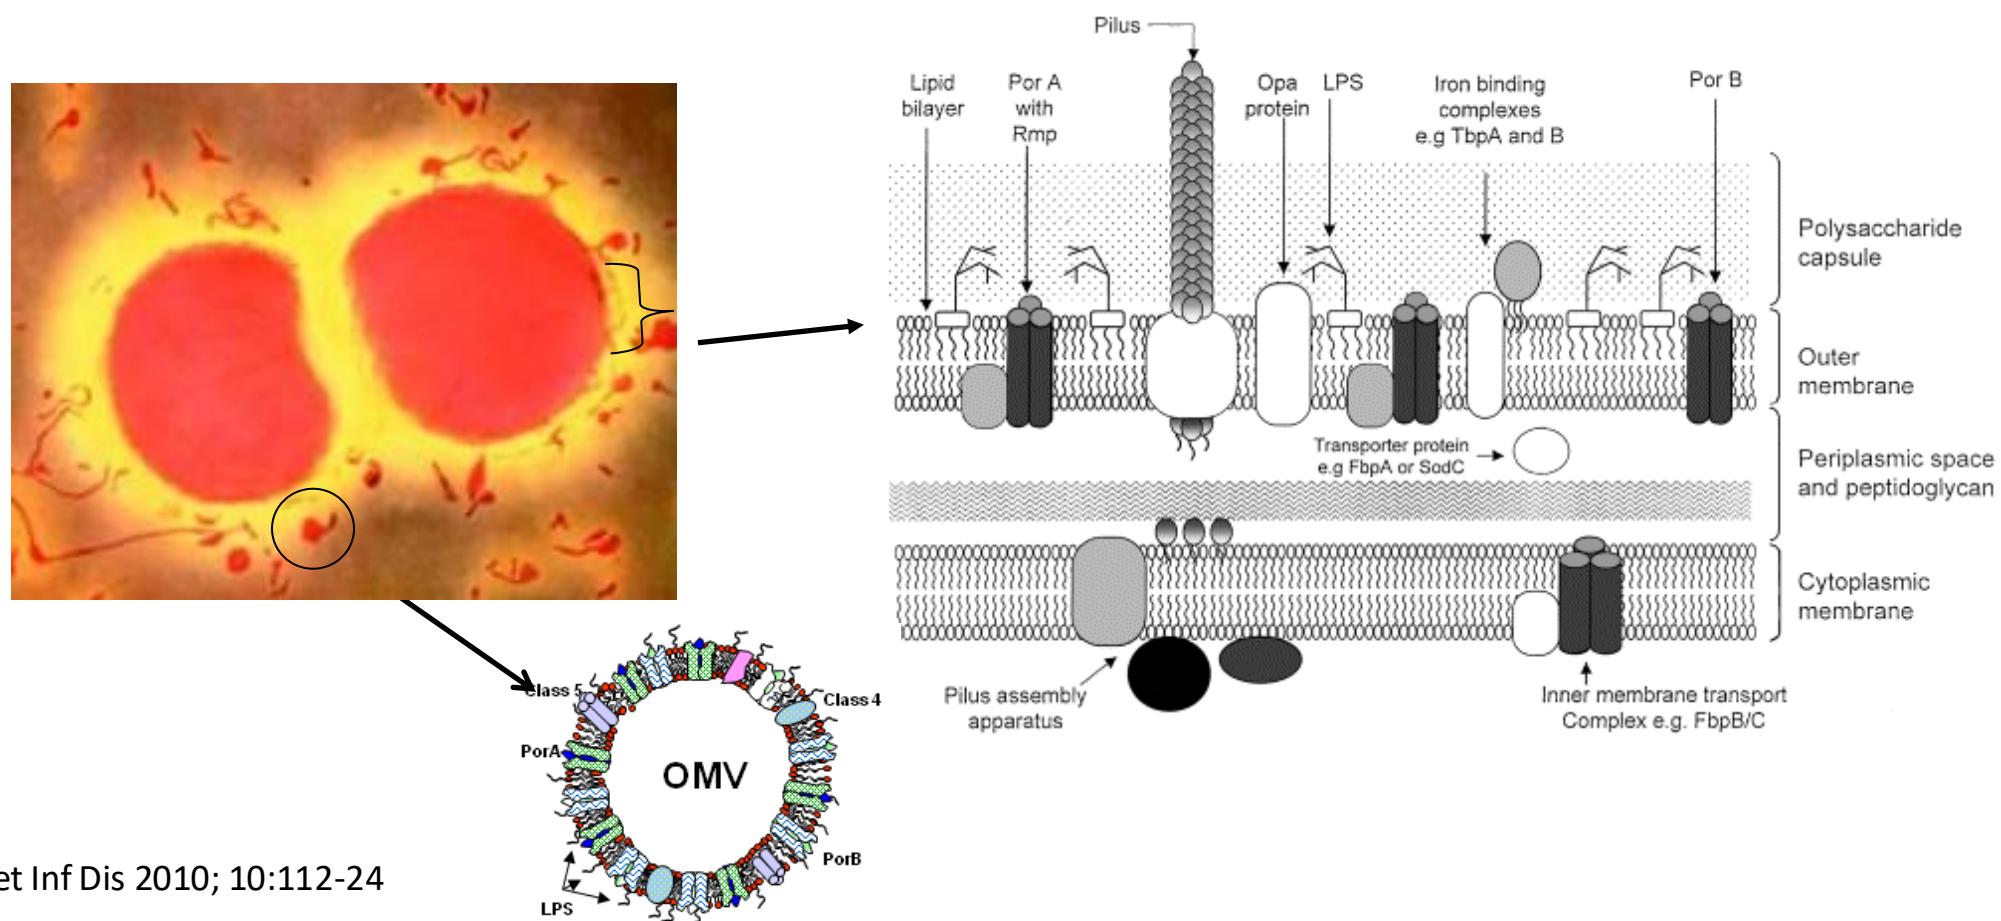 Pilus
Lipid
bilayer
Por A
with
Rmp
Opa
protein
LPS
Iron binding
complexes
e.g TbpA and B
Por B
Polysaccharide
capsule
Outer
membrane
Transporter protein
e.g FbpA or SodC
Periplasmic space
and peptidoglycan
Cytoplasmic
membrane
Pilus assembly
apparatus
Inner membrane transport
Complex e.g. FbpB/C
Class 5
Class 4
PorA
OMV
PorB
LPS
et Inf Dis 2010; 10:112-24